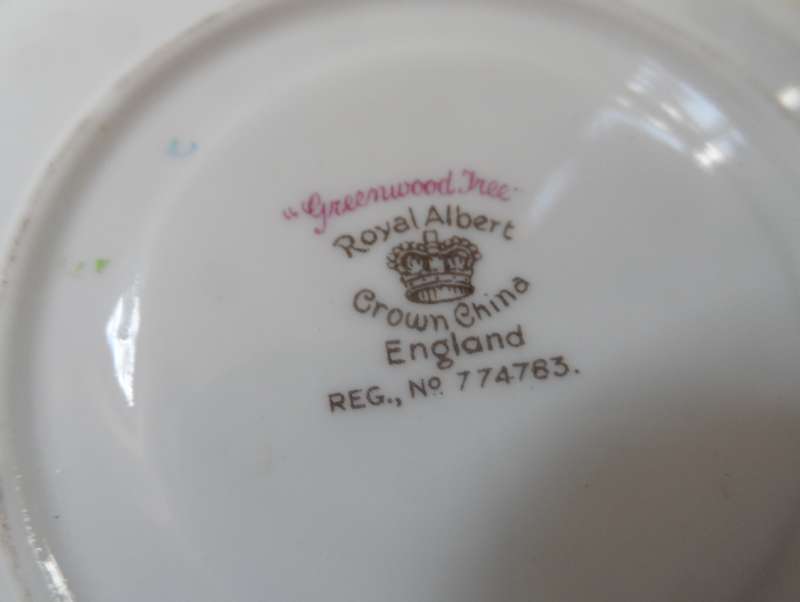 "Greenwood Tree"
Royal Albert
Crown China
England
REG., No. 774783.